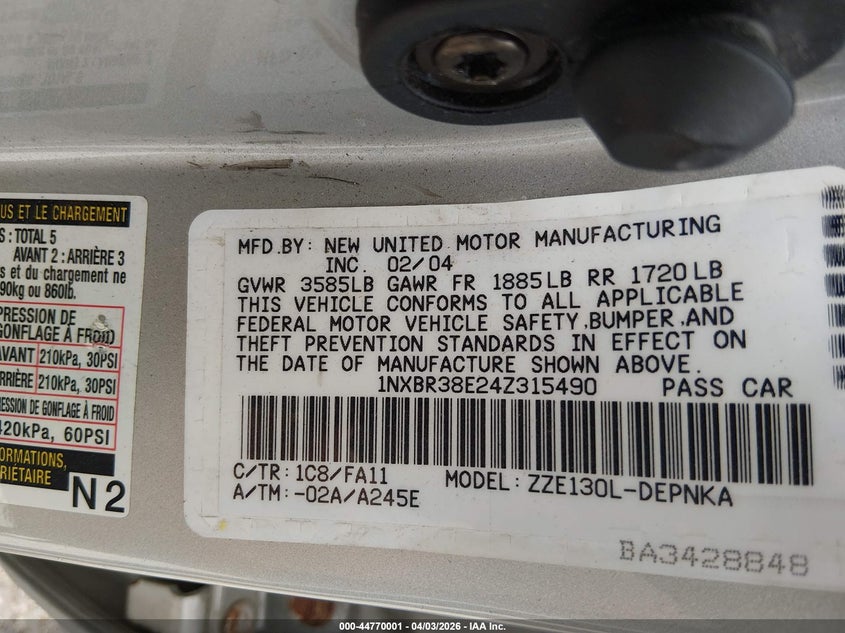 US ET LE CHARGEMENT
S : TOTAL 5
AVANT 2 : ARRIÈRE 3
s et du chargement ne
90kg ou 860lb.
PRESSION DE
GONFLAGE À FROID
AVANT 210kPa, 30PSI
RRIÈRE 210kPa, 30PSI
ESSION DE GONFLAGE À FROID
420kPa, 60PSI
FORMATIONS,
RIETAIRE
N2
MFD.BY: NEW UNITED MOTOR MANUFACTURING
INC. 02/04
GVWR 3585LB GAWR FR 1885LB RR 1720LB
THIS VEHICLE CONFORMS TO ALL APPLICABLE
FEDERAL MOTOR VEHICLE SAFETY,BUMPER,AND
THEFT PREVENTION STANDARDS IN EFFECT ON
THE DATE OF MANUFACTURE SHOWN ABOVE.
1NXBR38E24Z315490 PASS CAR
C/TR: 1C8/FA11 MODEL: ZZE130L-DEPNKA
A/TM: -02A/A245E
BA3428848
000-44770001 - 04/03/2026 - IAA Inc.